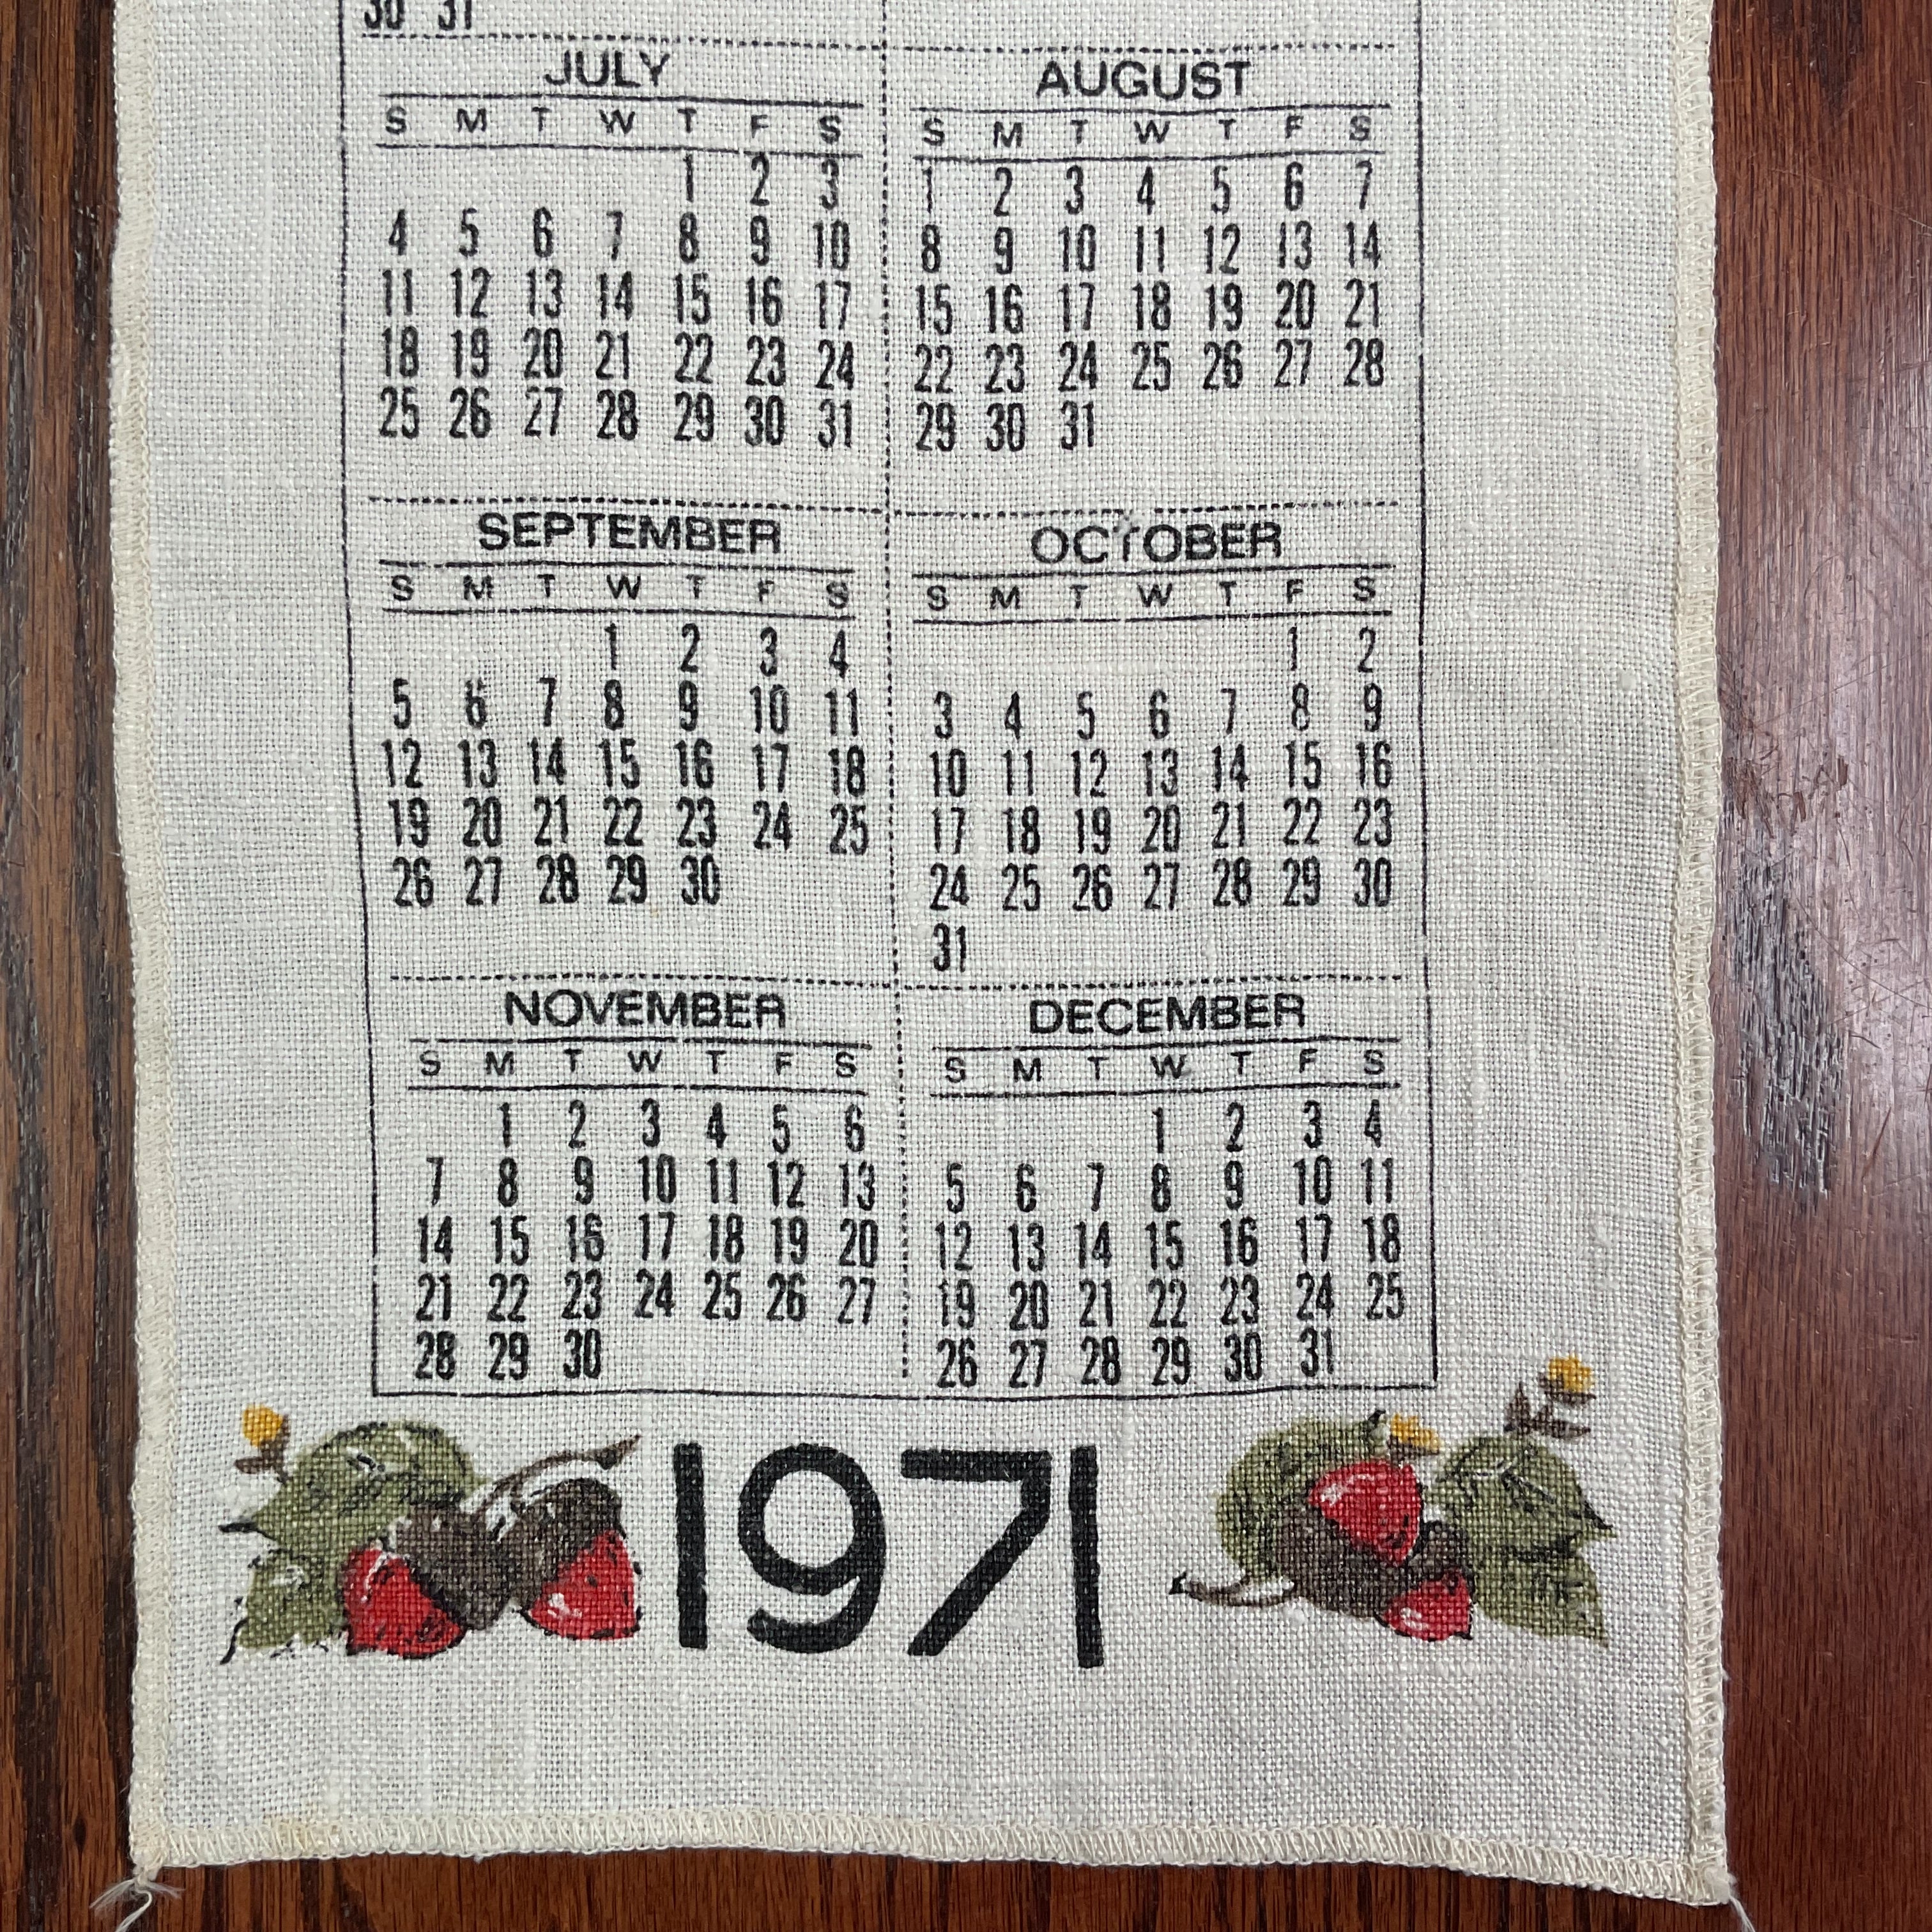 30 31
JULY
S M T W T F S
1 2 3
4 5 6 7 8 9 10
11 12 13 14 15 16 17
18 19 20 21 22 23 24
25 26 27 28 29 30 31
AUGUST
S M T W T F S
1 2 3 4 5 6 7
8 9 10 11 12 13 14
15 16 17 18 19 20 21
22 23 24 25 26 27 28
29 30 31
SEPTEMBER
S M T W T F S
1 2 3 4
5 6 7 8 9 10 11
12 13 14 15 16 17 18
19 20 21 22 23 24 25
26 27 28 29 30
OCTOBER
S M T W T F S
1 2
3 4 5 6 7 8 9
10 11 12 13 14 15 16
17 18 19 20 21 22 23
24 25 26 27 28 29 30
31
NOVEMBER
S M T W T F S
1 2 3 4 5 6
7 8 9 10 11 12 13
14 15 16 17 18 19 20
21 22 23 24 25 26 27
28 29 30
DECEMBER
S M T W T F S
1 2 3 4
5 6 7 8 9 10 11
12 13 14 15 16 17 18
19 20 21 22 23 24 25
26 27 28 29 30 31
1971